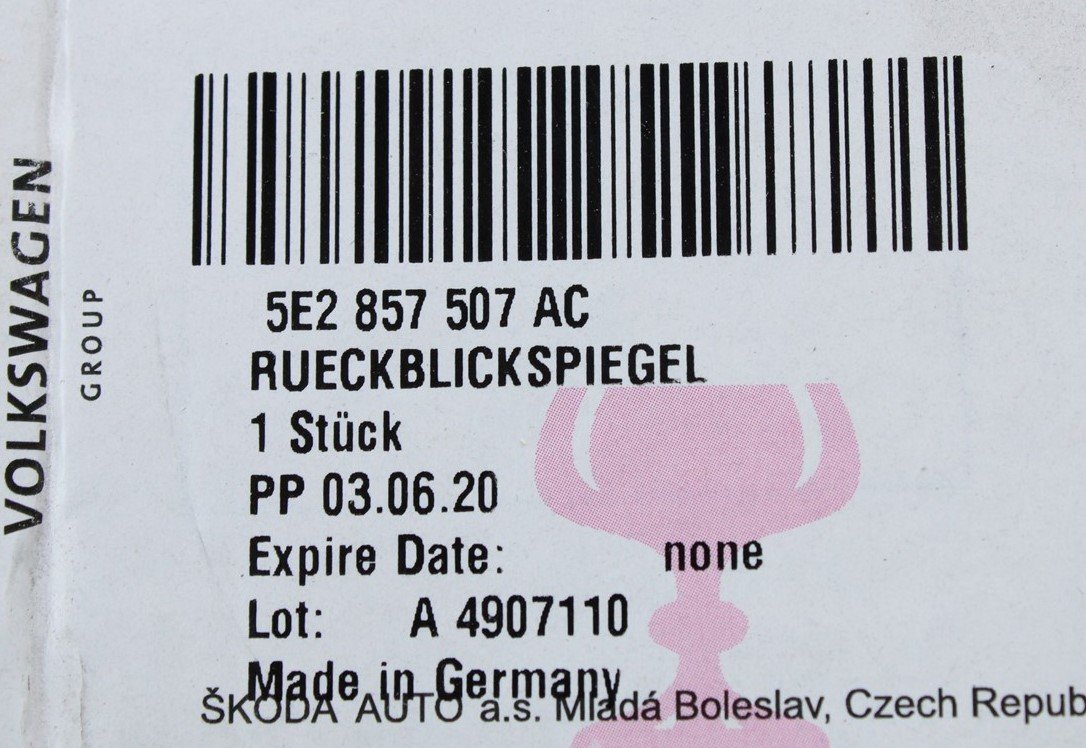 VOLKSWAGEN
GROUP
5E2 857 507 AC
RUECKBLICKSPIEGEL
1 Stück
PP 03.06.20
Expire Date: none
Lot: A 4907110
Made in Germany
ŠKODA AUTO a.s. Mladá Boleslav, Czech Repub